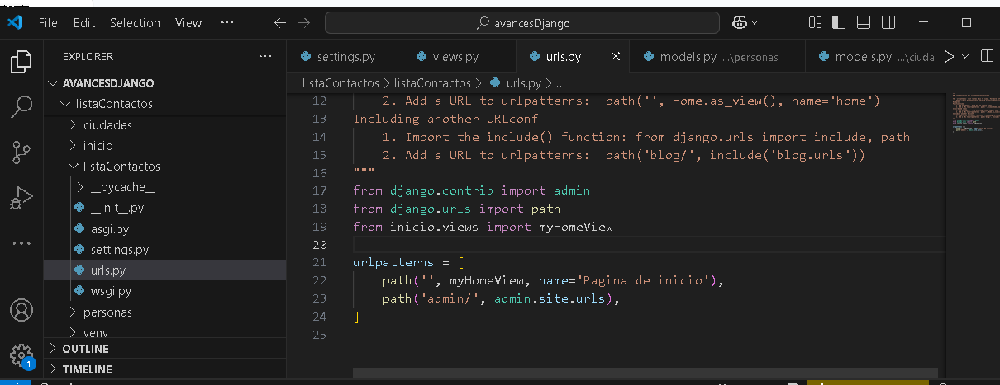 File Edit Selection View ··· avancesDjango
EXPLORER ···
AVANCESDJANGO
listaContactos
ciudades
inicio
listaContactos
__pycache__
__init__.py
asgi.py
settings.py
urls.py
wsgi.py
personas
venv
OUTLINE
TIMELINE
1
settings.py views.py urls.py models.py ...\personas models.py ...\ciuda
listaContactos > listaContactos > urls.py > ...
12 2. Add a URL to urlpatterns:  path('', Home.as_view(), name='home')
13 Including another URLconf
14 1. Import the include() function: from django.urls import include, path
15 2. Add a URL to urlpatterns:  path('blog/', include('blog.urls'))
16 """
17 from django.contrib import admin
18 from django.urls import path
19 from inicio.views import myHomeView
20
21 urlpatterns = [
22 path('', myHomeView, name='Pagina de inicio'),
23 path('admin/', admin.site.urls),
24 ]
25